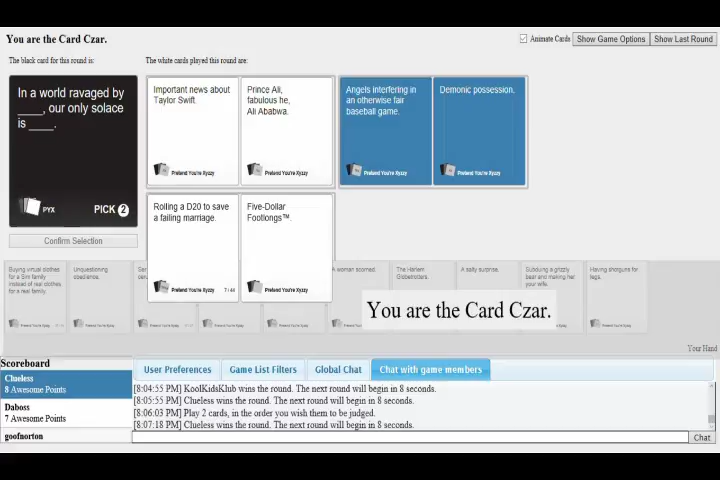 You are the Card Czar.
Animate Cards
Show Game Options
Show Last Round
The black card for this round is:
The white cards played this round are:
In a world ravaged by
____, our only solace
is ____.
PYX
PICK 2
Important news about
Taylor Swift.
Pretend You're Xyzzy
Prince Ali,
fabulous he,
Ali Ababwa.
Pretend You're Xyzzy
Angels interfering in
an otherwise fair
baseball game.
Pretend You're Xyzzy
Demonic possession.
Pretend You're Xyzzy
Rolling a D20 to save
a failing marriage.
Pretend You're Xyzzy
Five-Dollar
Footlongs™.
Pretend You're Xyzzy
Confirm Selection
Buying virtual clothes
for a Sim family
instead of real clothes
for a real family.
Unquestioning
obedience.
A woman scorned.
The Harlem
Globetrotters.
A salty surprise.
Subduing a grizzly
bear and making her
your wife.
Having shotguns for
legs.
You are the Card Czar.
Your Hand
Scoreboard
User Preferences
Game List Filters
Global Chat
Chat with game members
Clueless
8 Awesome Points
Daboss
7 Awesome Points
goofnorton
[8:04:55 PM] KoolKidsKlub wins the round. The next round will begin in 8 seconds.
[8:05:55 PM] Clueless wins the round. The next round will begin in 8 seconds.
[8:06:03 PM] Play 2 cards, in the order you wish them to be judged.
[8:07:18 PM] Clueless wins the round. The next round will begin in 8 seconds.
Chat